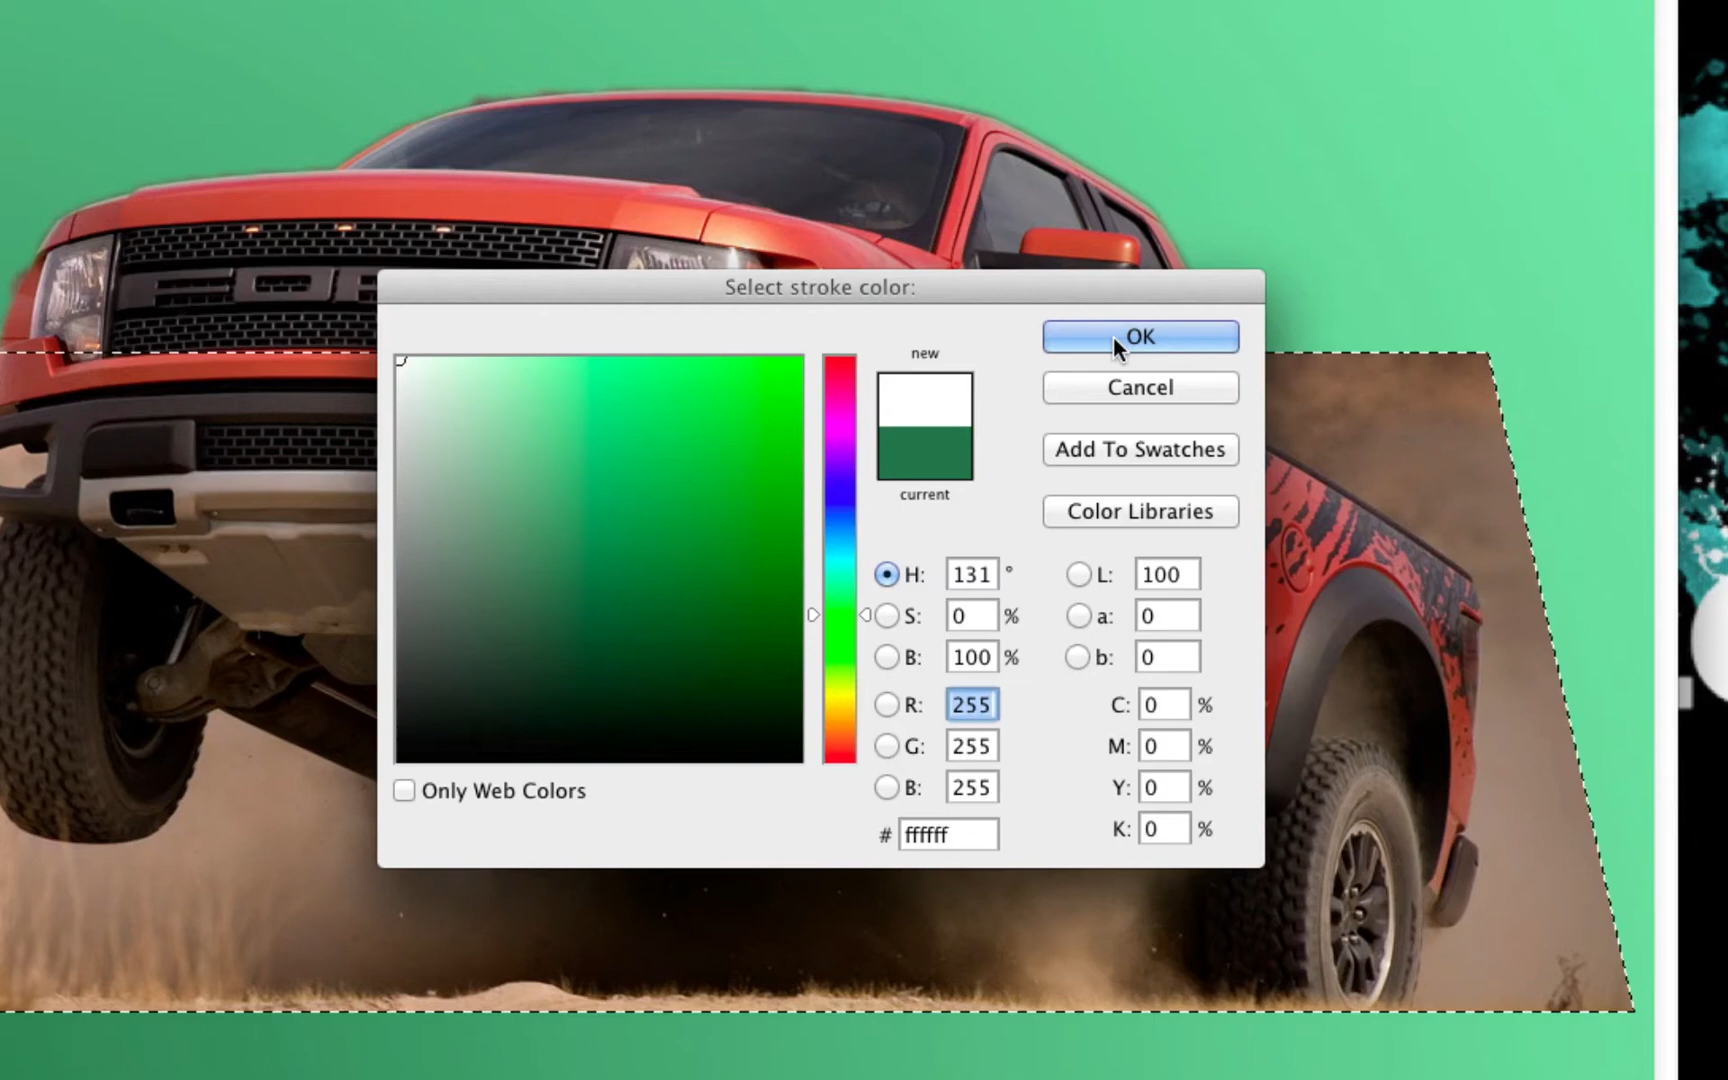 Select stroke color:
OK
new
Cancel
Add To Swatches
current
Color Libraries
H: 131 ° L: 100
S: 0 % a: 0
B: 100 % b: 0
R: 255 C: 0 %
G: 255 M: 0 %
B: 255 Y: 0 %
# ffffff K: 0 %
Only Web Colors